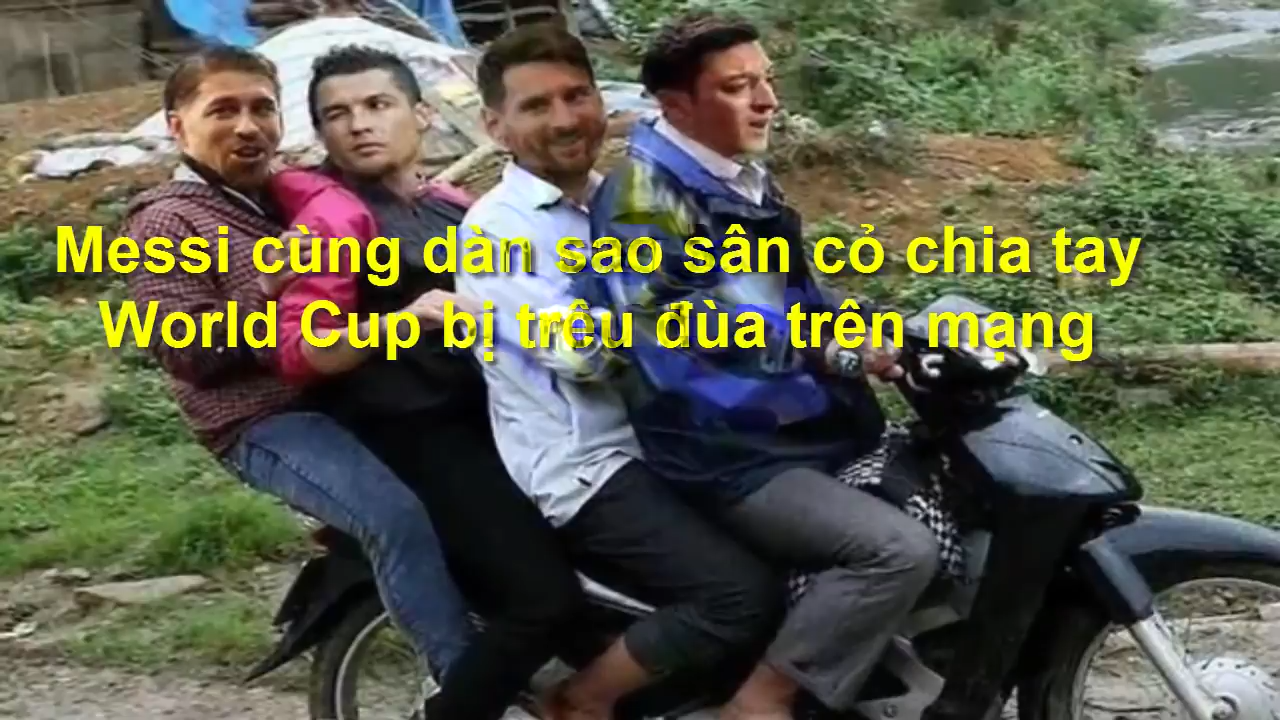 Messi cùng dàn sao sân cỏ chia tay
World Cup bị trêu đùa trên mạng